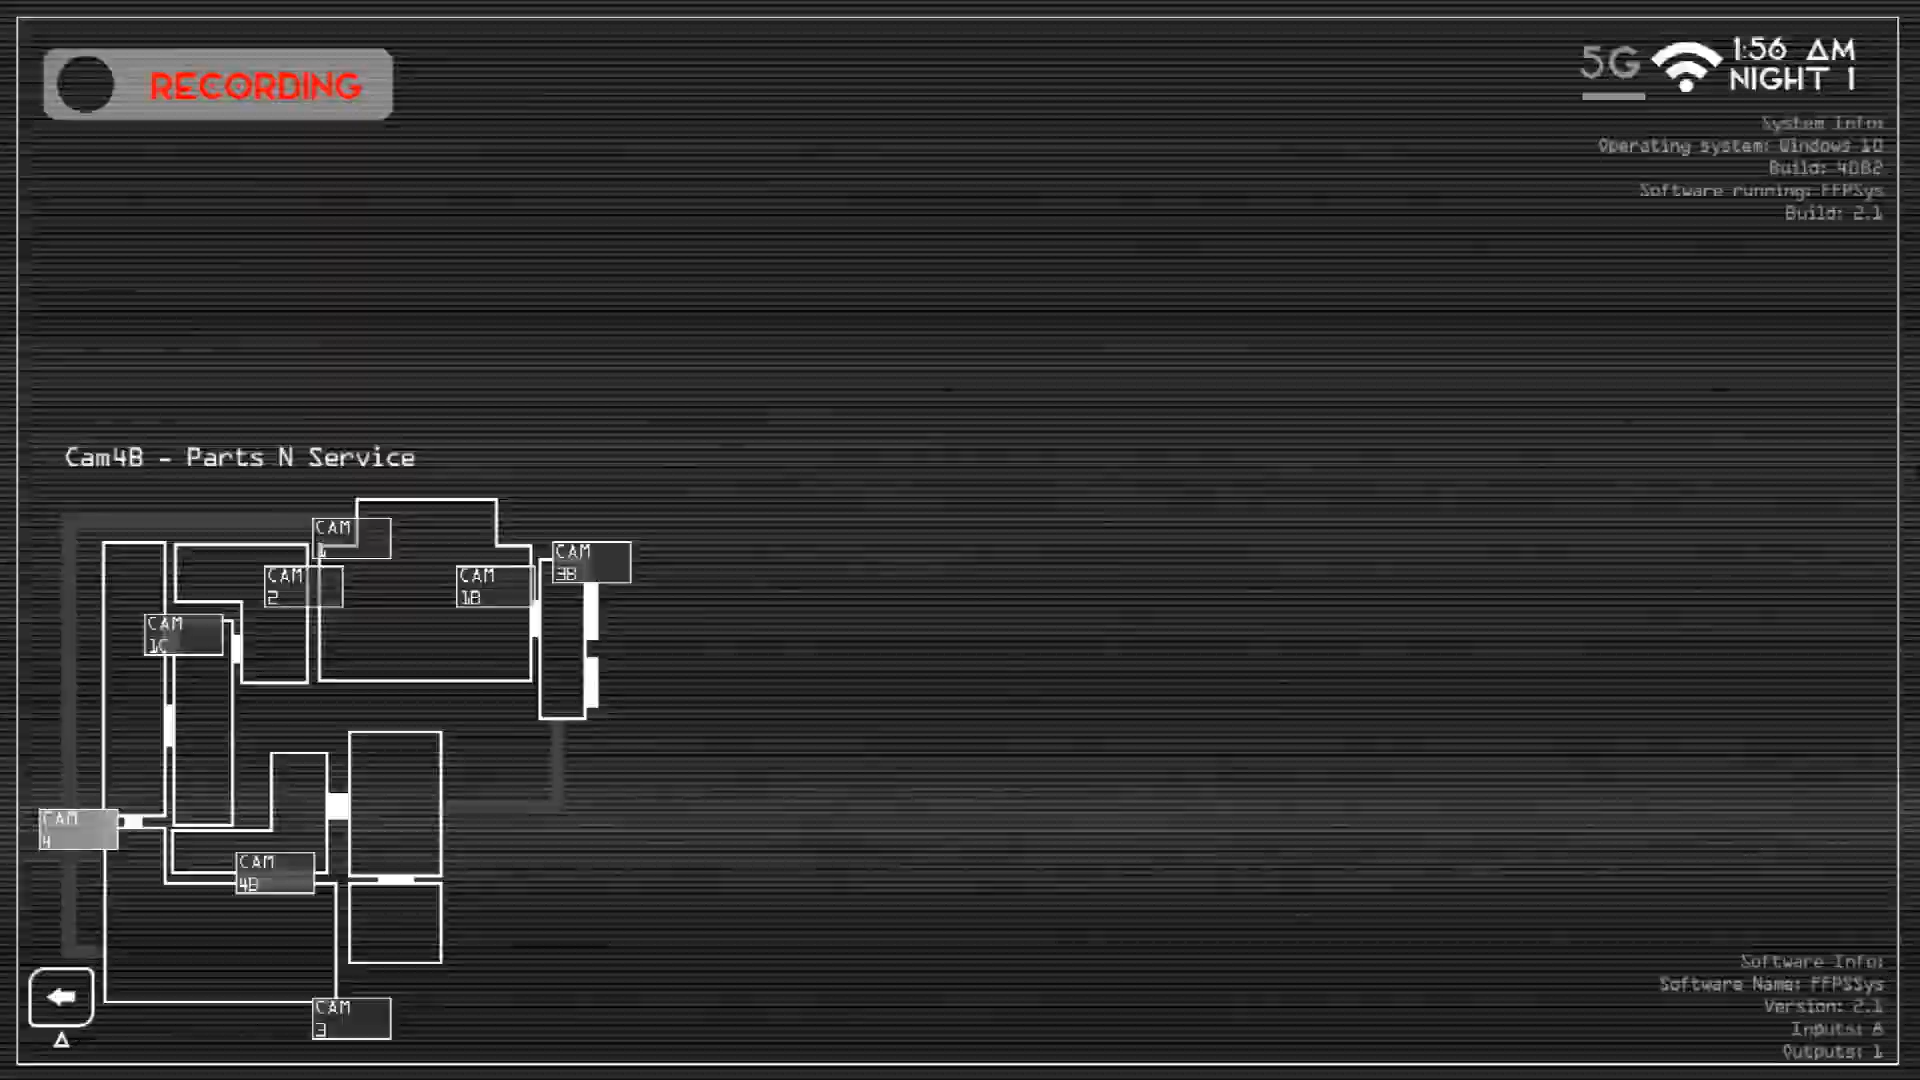 RECORDING
5G
1:56 AM
NIGHT 1
System Info:
Operating system: Windows 10
Build: 4082
Software running: FFPSys
Build: 2.1
Cam4B - Parts N Service
CAM
1
CAM
3B
CAM
2
CAM
1B
CAM
1C
CAM
4
CAM
4B
CAM
3
A
Software Info:
Software Name: FFPSSys
Version: 2.1
Inputs: 8
Outputs: 1